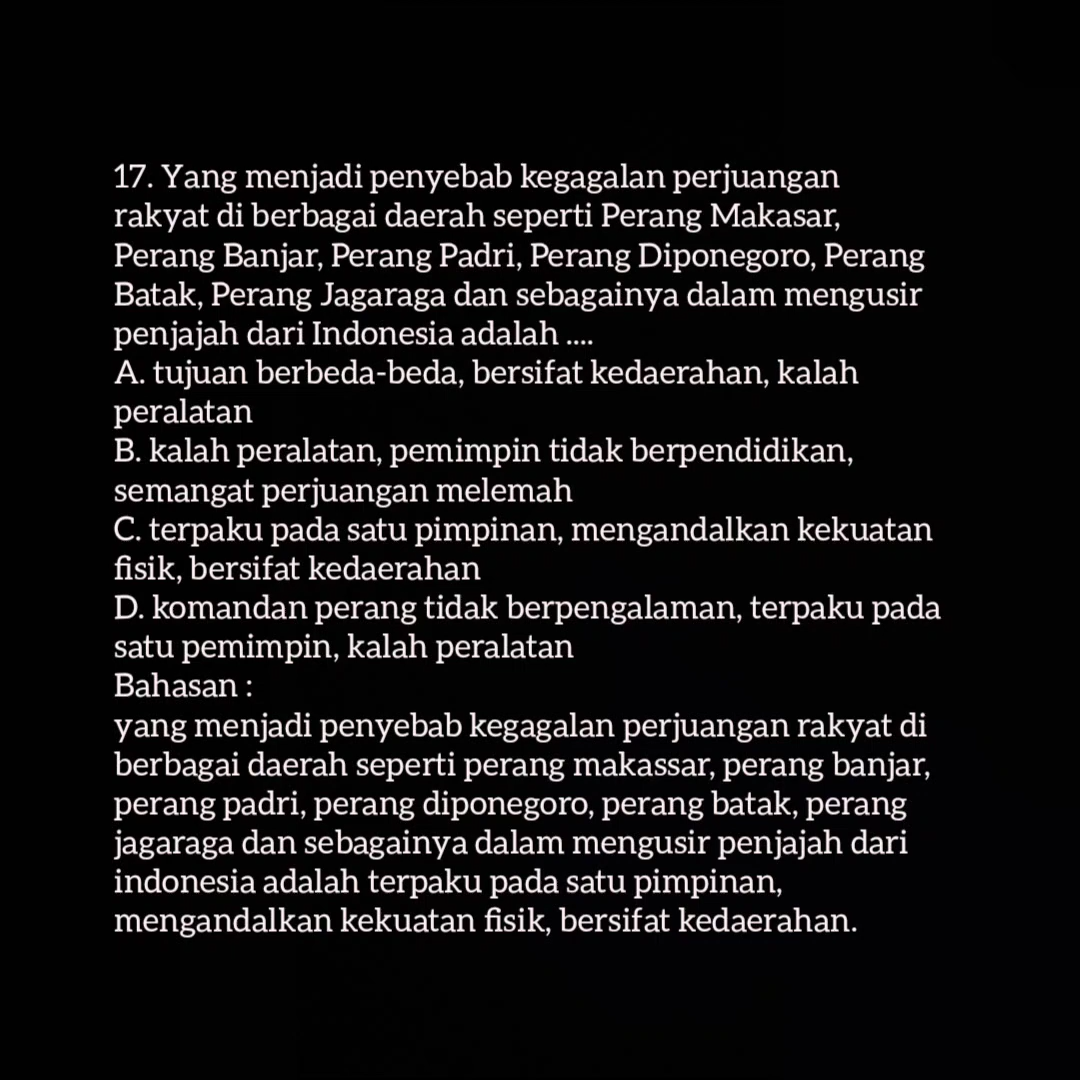 17. Yang menjadi penyebab kegagalan perjuangan
rakyat di berbagai daerah seperti Perang Makasar,
Perang Banjar, Perang Padri, Perang Diponegoro, Perang
Batak, Perang Jagaraga dan sebagainya dalam mengusir
penjajah dari Indonesia adalah ....
A. tujuan berbeda-beda, bersifat kedaerahan, kalah
peralatan
B. kalah peralatan, pemimpin tidak berpendidikan,
semangat perjuangan melemah
C. terpaku pada satu pimpinan, mengandalkan kekuatan
fisik, bersifat kedaerahan
D. komandan perang tidak berpengalaman, terpaku pada
satu pemimpin, kalah peralatan
Bahasan :
yang menjadi penyebab kegagalan perjuangan rakyat di
berbagai daerah seperti perang makassar, perang banjar,
perang padri, perang diponegoro, perang batak, perang
jagaraga dan sebagainya dalam mengusir penjajah dari
indonesia adalah terpaku pada satu pimpinan,
mengandalkan kekuatan fisik, bersifat kedaerahan.